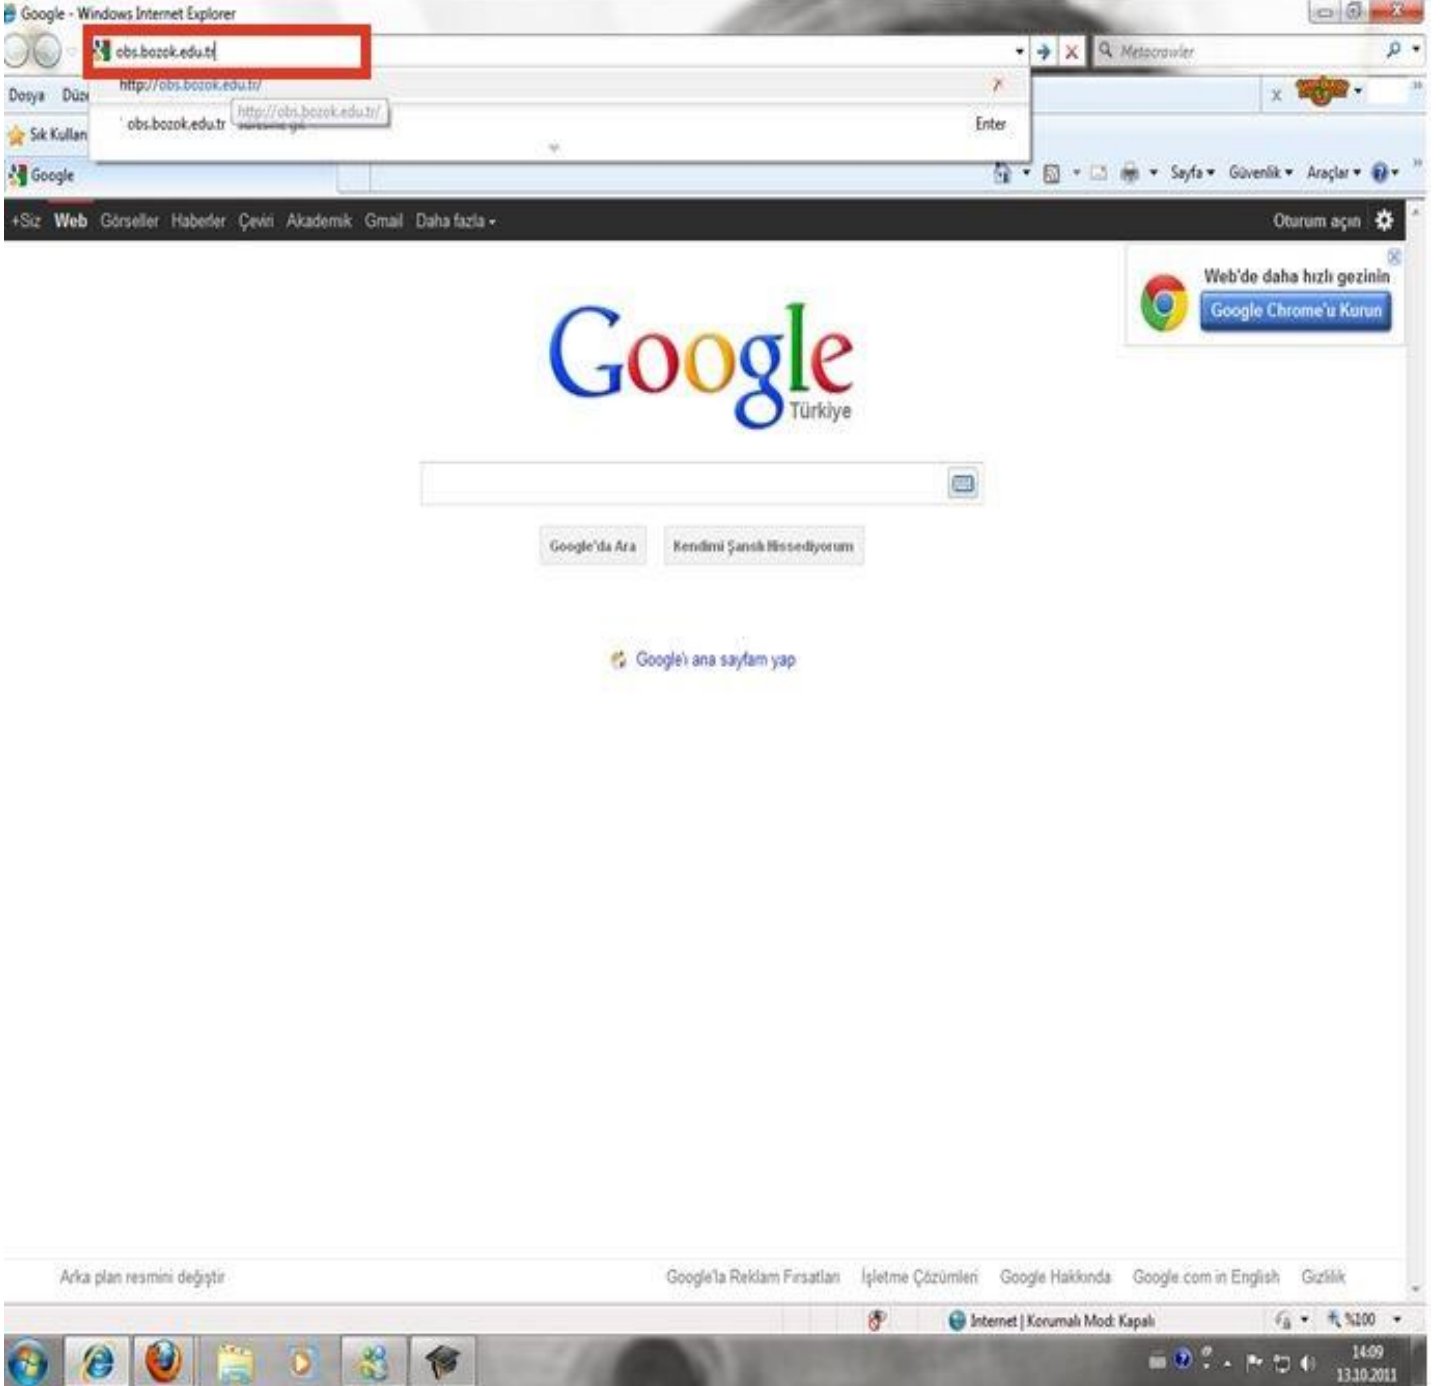 Google - Windows Internet Explorer
obs.bozok.edu.tr
Metacrawler
http://obs.bozok.edu.tr/
Dosya Düze
http://obs.bozok.edu.tr/
obs.bozok.edu.tr
Enter
Sık Kullan
Google
Sayfa Güvenlik Araçlar
+Siz Web Görseller Haberler Çeviri Akademik Gmail Daha fazla
Oturum açın
Web'de daha hızlı gezinin
Google Chrome'u Kurun
Google
Türkiye
Google'da Ara Kendimi Şanslı Hissediyorum
Google'ı ana sayfam yap
Arka plan resmini değiştir
Google'la Reklam Fırsatları İşletme Çözümleri Google Hakkında Google.com in English Gizlilik
Internet | Korumalı Mod: Kapalı
%100
14:09
13.10.2011